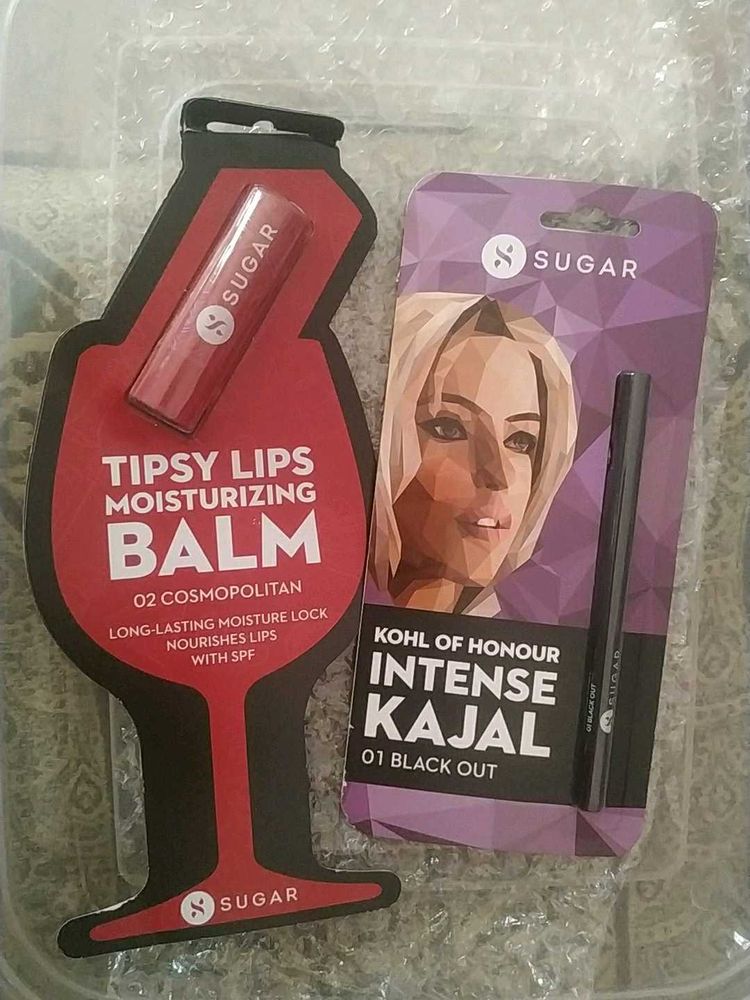 SUGAR
TIPSY LIPS
MOISTURIZING
BALM
02 COSMOPOLITAN
LONG-LASTING MOISTURE LOCK
NOURISHES LIPS
WITH SPF
SUGAR
SUGAR
KOHL OF HONOUR
INTENSE
KAJAL
01 BLACK OUT
01 BLACK OUT
SUGAR